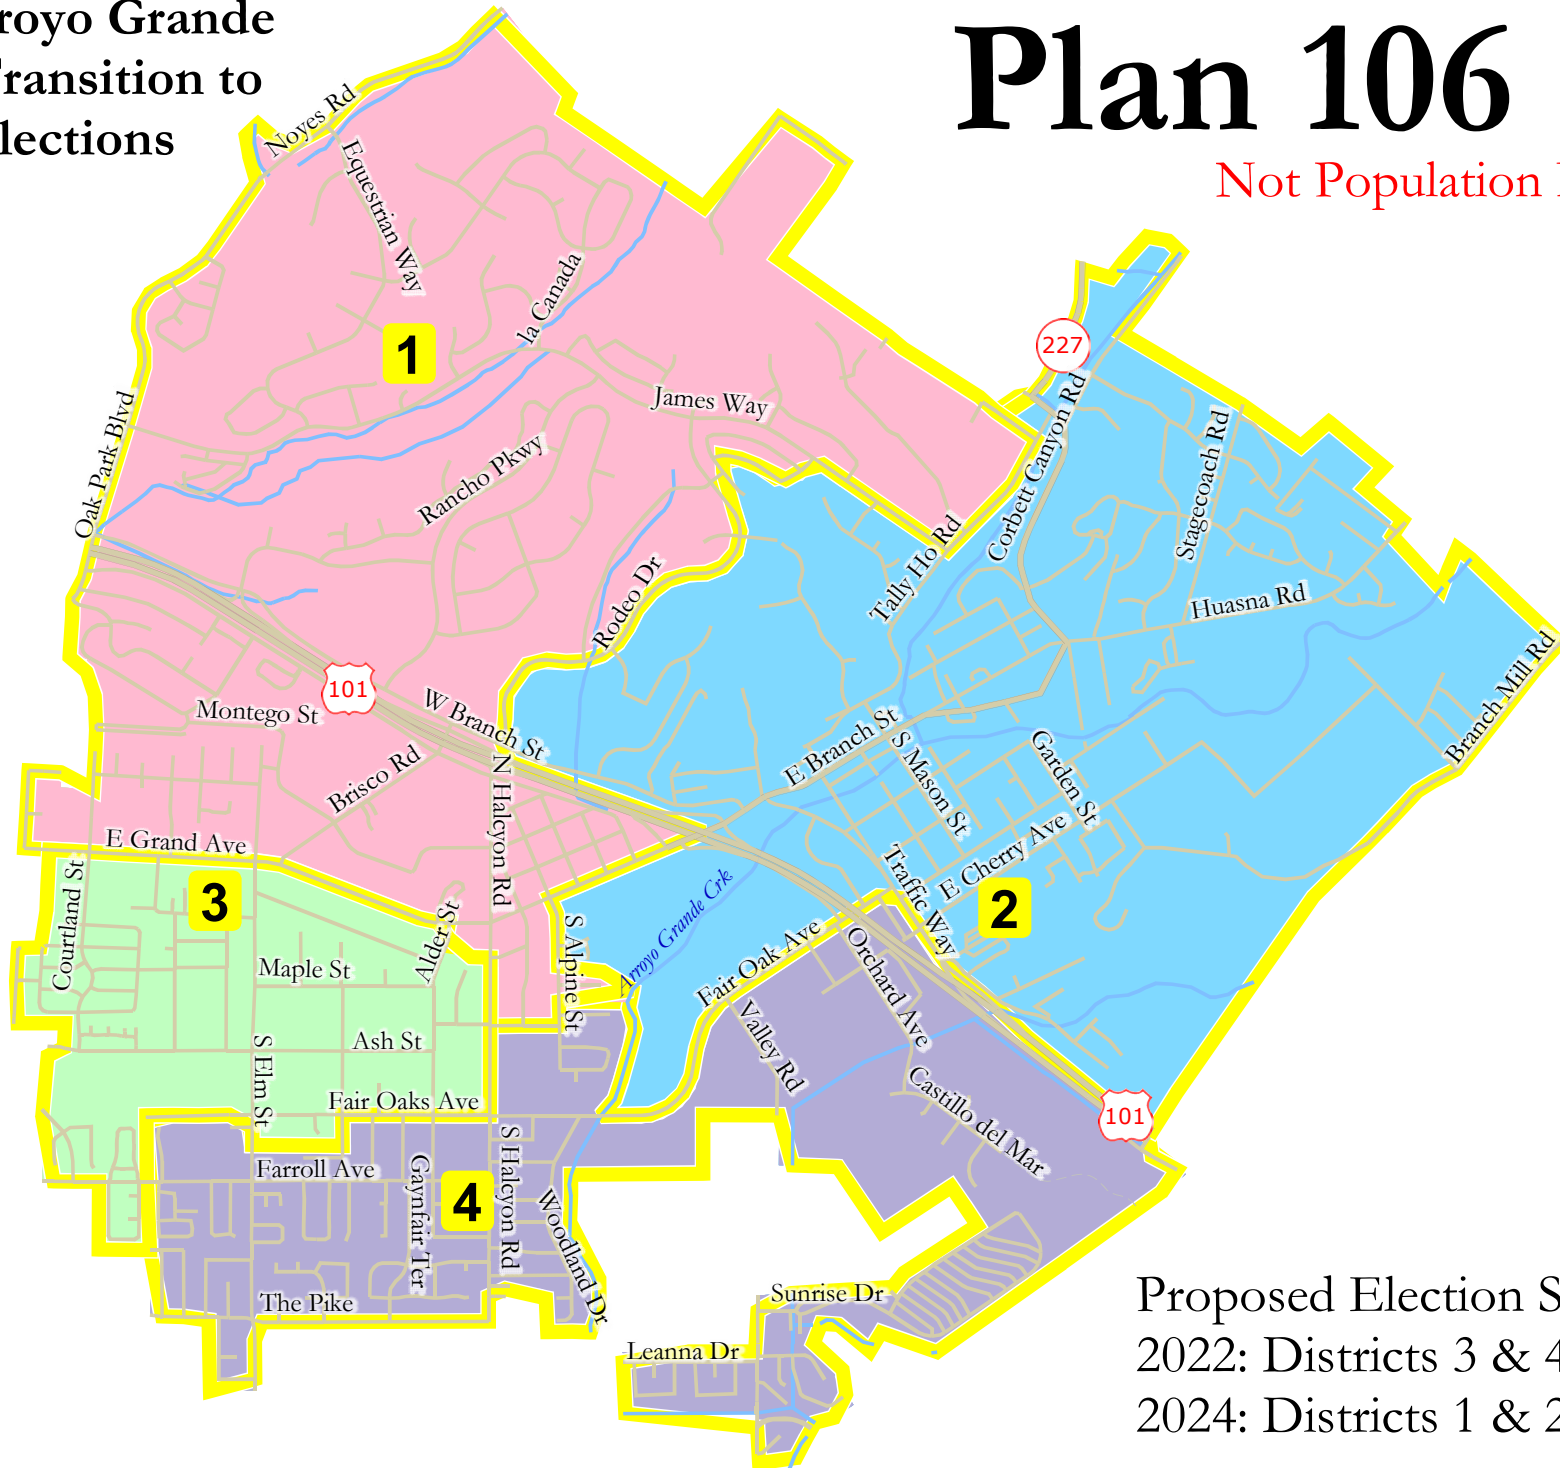 royo Grande
Transition to
lections
Plan 106
Not Population
Noyes Rd
Equestrian Way
la Canada
227
1
James Way
Corbett Canyon Rd
Stagecoach Rd
Oak Park Blvd
Rancho Pkwy
Tally Ho Rd
Rodeo Dr
Huasna Rd
Branch Mill Rd
101
Montego St
W Branch St
E Branch St
S Mason St
Garden St
Brisco Rd
N Halcyon Rd
E Grand Ave
E Cherry Ave
Traffic Way
3
2
Courtland St
Alder St
S Alpine St
Arroyo Grande Crk
Fair Oak Ave
Orchard Ave
Maple St
Valley Rd
Ash St
S Elm St
Castillo del Mar
Fair Oaks Ave
101
Farroll Ave
Gaynfair Ter
4
S Halcyon Rd
Woodland Dr
The Pike
Sunrise Dr
Leanna Dr
Proposed Election S
2022: Districts 3 & 4
2024: Districts 1 & 2